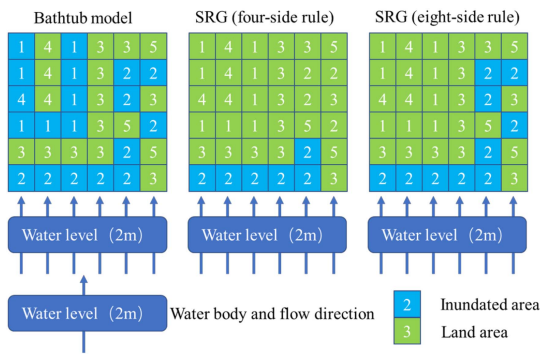 Bathtub model SRG (four-side rule) SRG (eight-side rule)
1 4 1 3 3 5 1 4 1 3 3 5 1 4 1 3 3 5
1 4 1 3 2 2 1 4 1 3 2 2 1 4 1 3 2 2
4 4 1 3 2 3 4 4 1 3 2 3 4 4 1 3 2 3
1 1 1 3 5 2 1 1 1 3 5 2 1 1 1 3 5 2
3 3 3 3 2 5 3 3 3 3 2 5 3 3 3 3 2 5
2 2 2 2 2 3 2 2 2 2 2 3 2 2 2 2 2 3
Water level (2m) Water level (2m) Water level (2m)
Water level (2m) Water body and flow direction 2 Inundated area
3 Land area